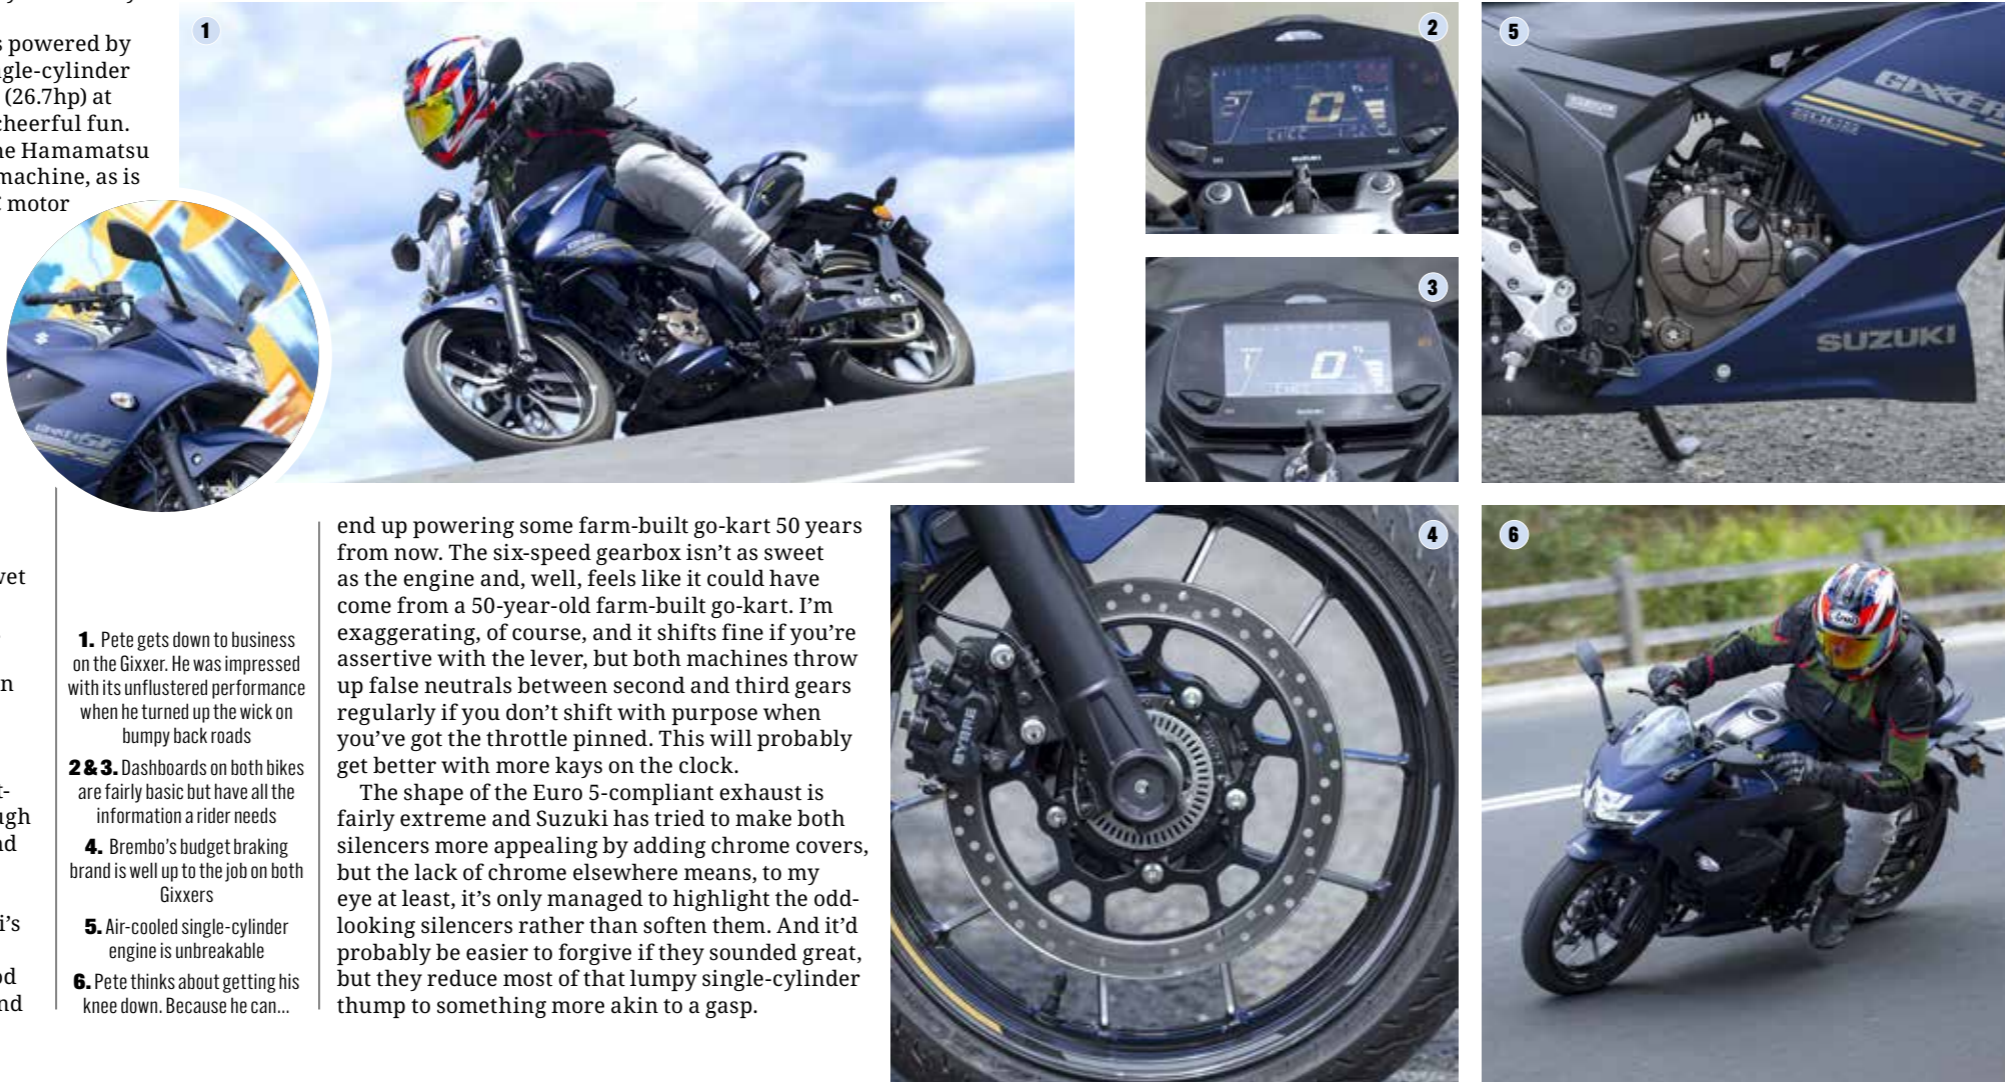 s powered by
gle-cylinder
(26.7hp) at
cheerful fun.
ne Hamamatsu
machine, as is
motor
1
2
3
5
GIXXER
SUZUKI
vet
n
t-
ugh
nd
i's
od
nd
1. Pete gets down to business
on the Gixxer. He was impressed
with its unflustered performance
when he turned up the wick on
bumpy back roads
2 & 3. Dashboards on both bikes
are fairly basic but have all the
information a rider needs
4. Brembo's budget braking
brand is well up to the job on both
Gixxers
5. Air-cooled single-cylinder
engine is unbreakable
6. Pete thinks about getting his
knee down. Because he can...
end up powering some farm-built go-kart 50 years
from now. The six-speed gearbox isn't as sweet
as the engine and, well, feels like it could have
come from a 50-year-old farm-built go-kart. I'm
exaggerating, of course, and it shifts fine if you're
assertive with the lever, but both machines throw
up false neutrals between second and third gears
regularly if you don't shift with purpose when
you've got the throttle pinned. This will probably
get better with more kays on the clock.
The shape of the Euro 5-compliant exhaust is
fairly extreme and Suzuki has tried to make both
silencers more appealing by adding chrome covers,
but the lack of chrome elsewhere means, to my
eye at least, it's only managed to highlight the odd-
looking silencers rather than soften them. And it'd
probably be easier to forgive if they sounded great,
but they reduce most of that lumpy single-cylinder
thump to something more akin to a gasp.
4
BYBRE
6
Arai